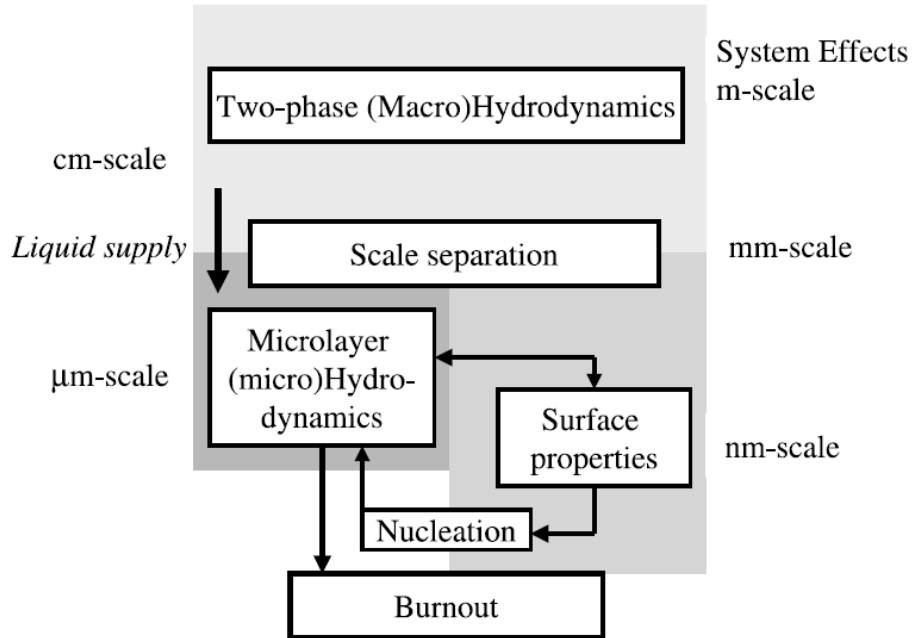 System Effects
m-scale
Two-phase (Macro)Hydrodynamics
cm-scale
Liquid supply
Scale separation
mm-scale
Microlayer
(micro)Hydro-
dynamics
μm-scale
Surface
properties
nm-scale
Nucleation
Burnout